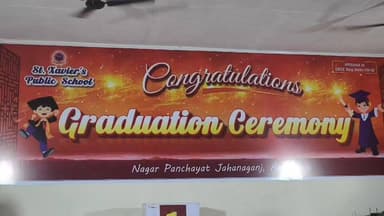 St. Xavier's
Public School
Congratulations
Graduation Ceremony
Nagar Panchayat Jahanaganj,